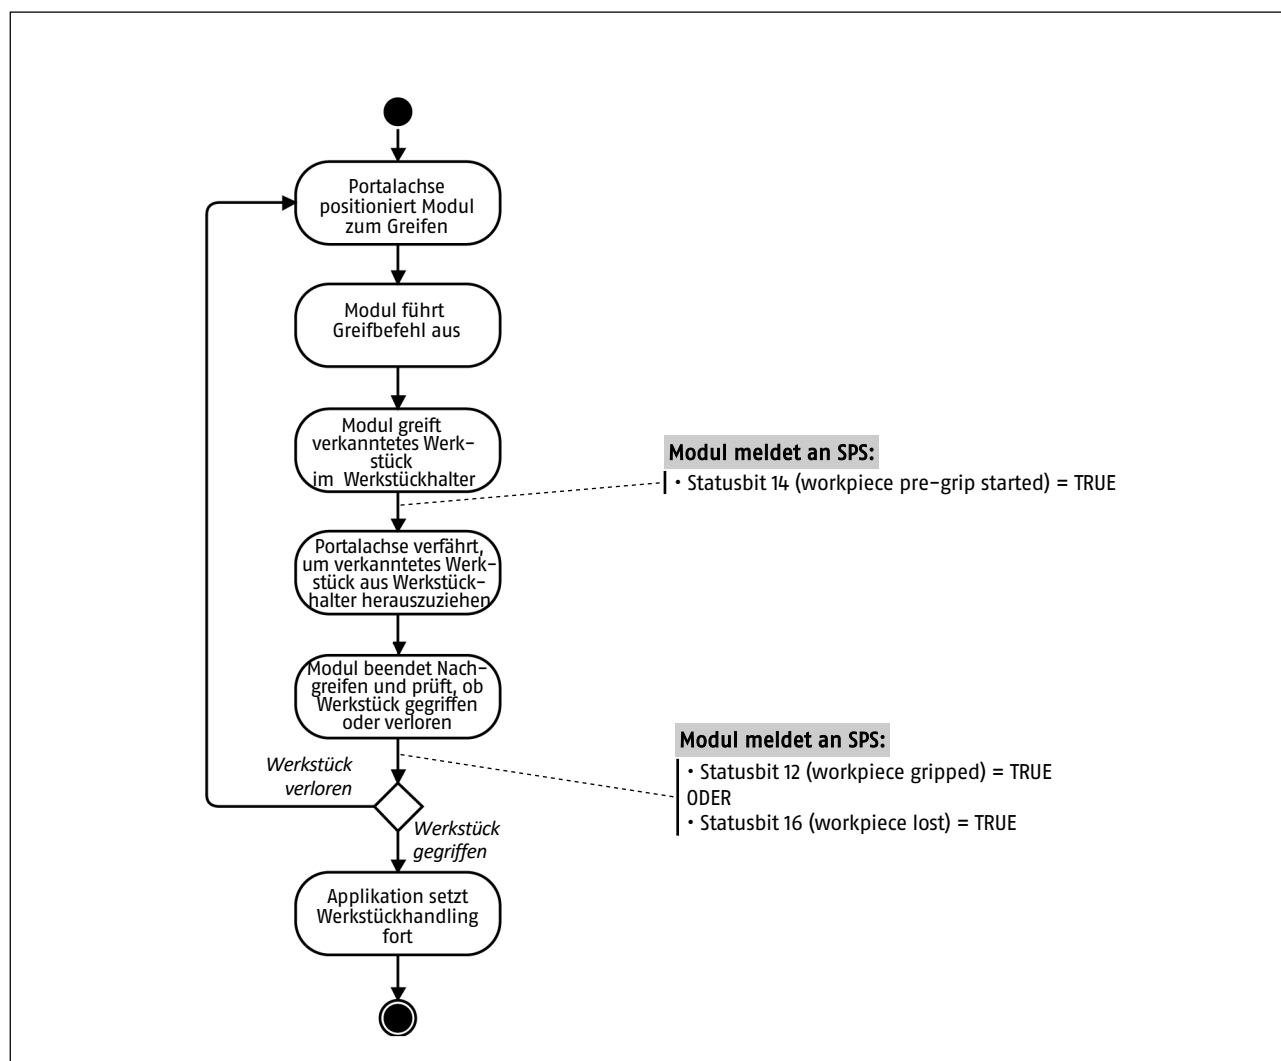 Portalachse
positioniert Modul
zum Greifen
Modul führt
Greifbefehl aus
Modul greift
verkanntetes Werk-
stück
im Werkstückhalter
Modul meldet an SPS:
• Statusbit 14 (workpiece pre-grip started) = TRUE
Portalachse verfährt,
um verkanntetes Werk-
stück aus Werkstück-
halter herauszuziehen
Modul beendet Nach-
greifen und prüft, ob
Werkstück gegriffen
oder verloren
Modul meldet an SPS:
• Statusbit 12 (workpiece gripped) = TRUE
ODER
• Statusbit 16 (workpiece lost) = TRUE
Werkstück
verloren
Werkstück
gegriffen
Applikation setzt
Werkstückhandling
fort